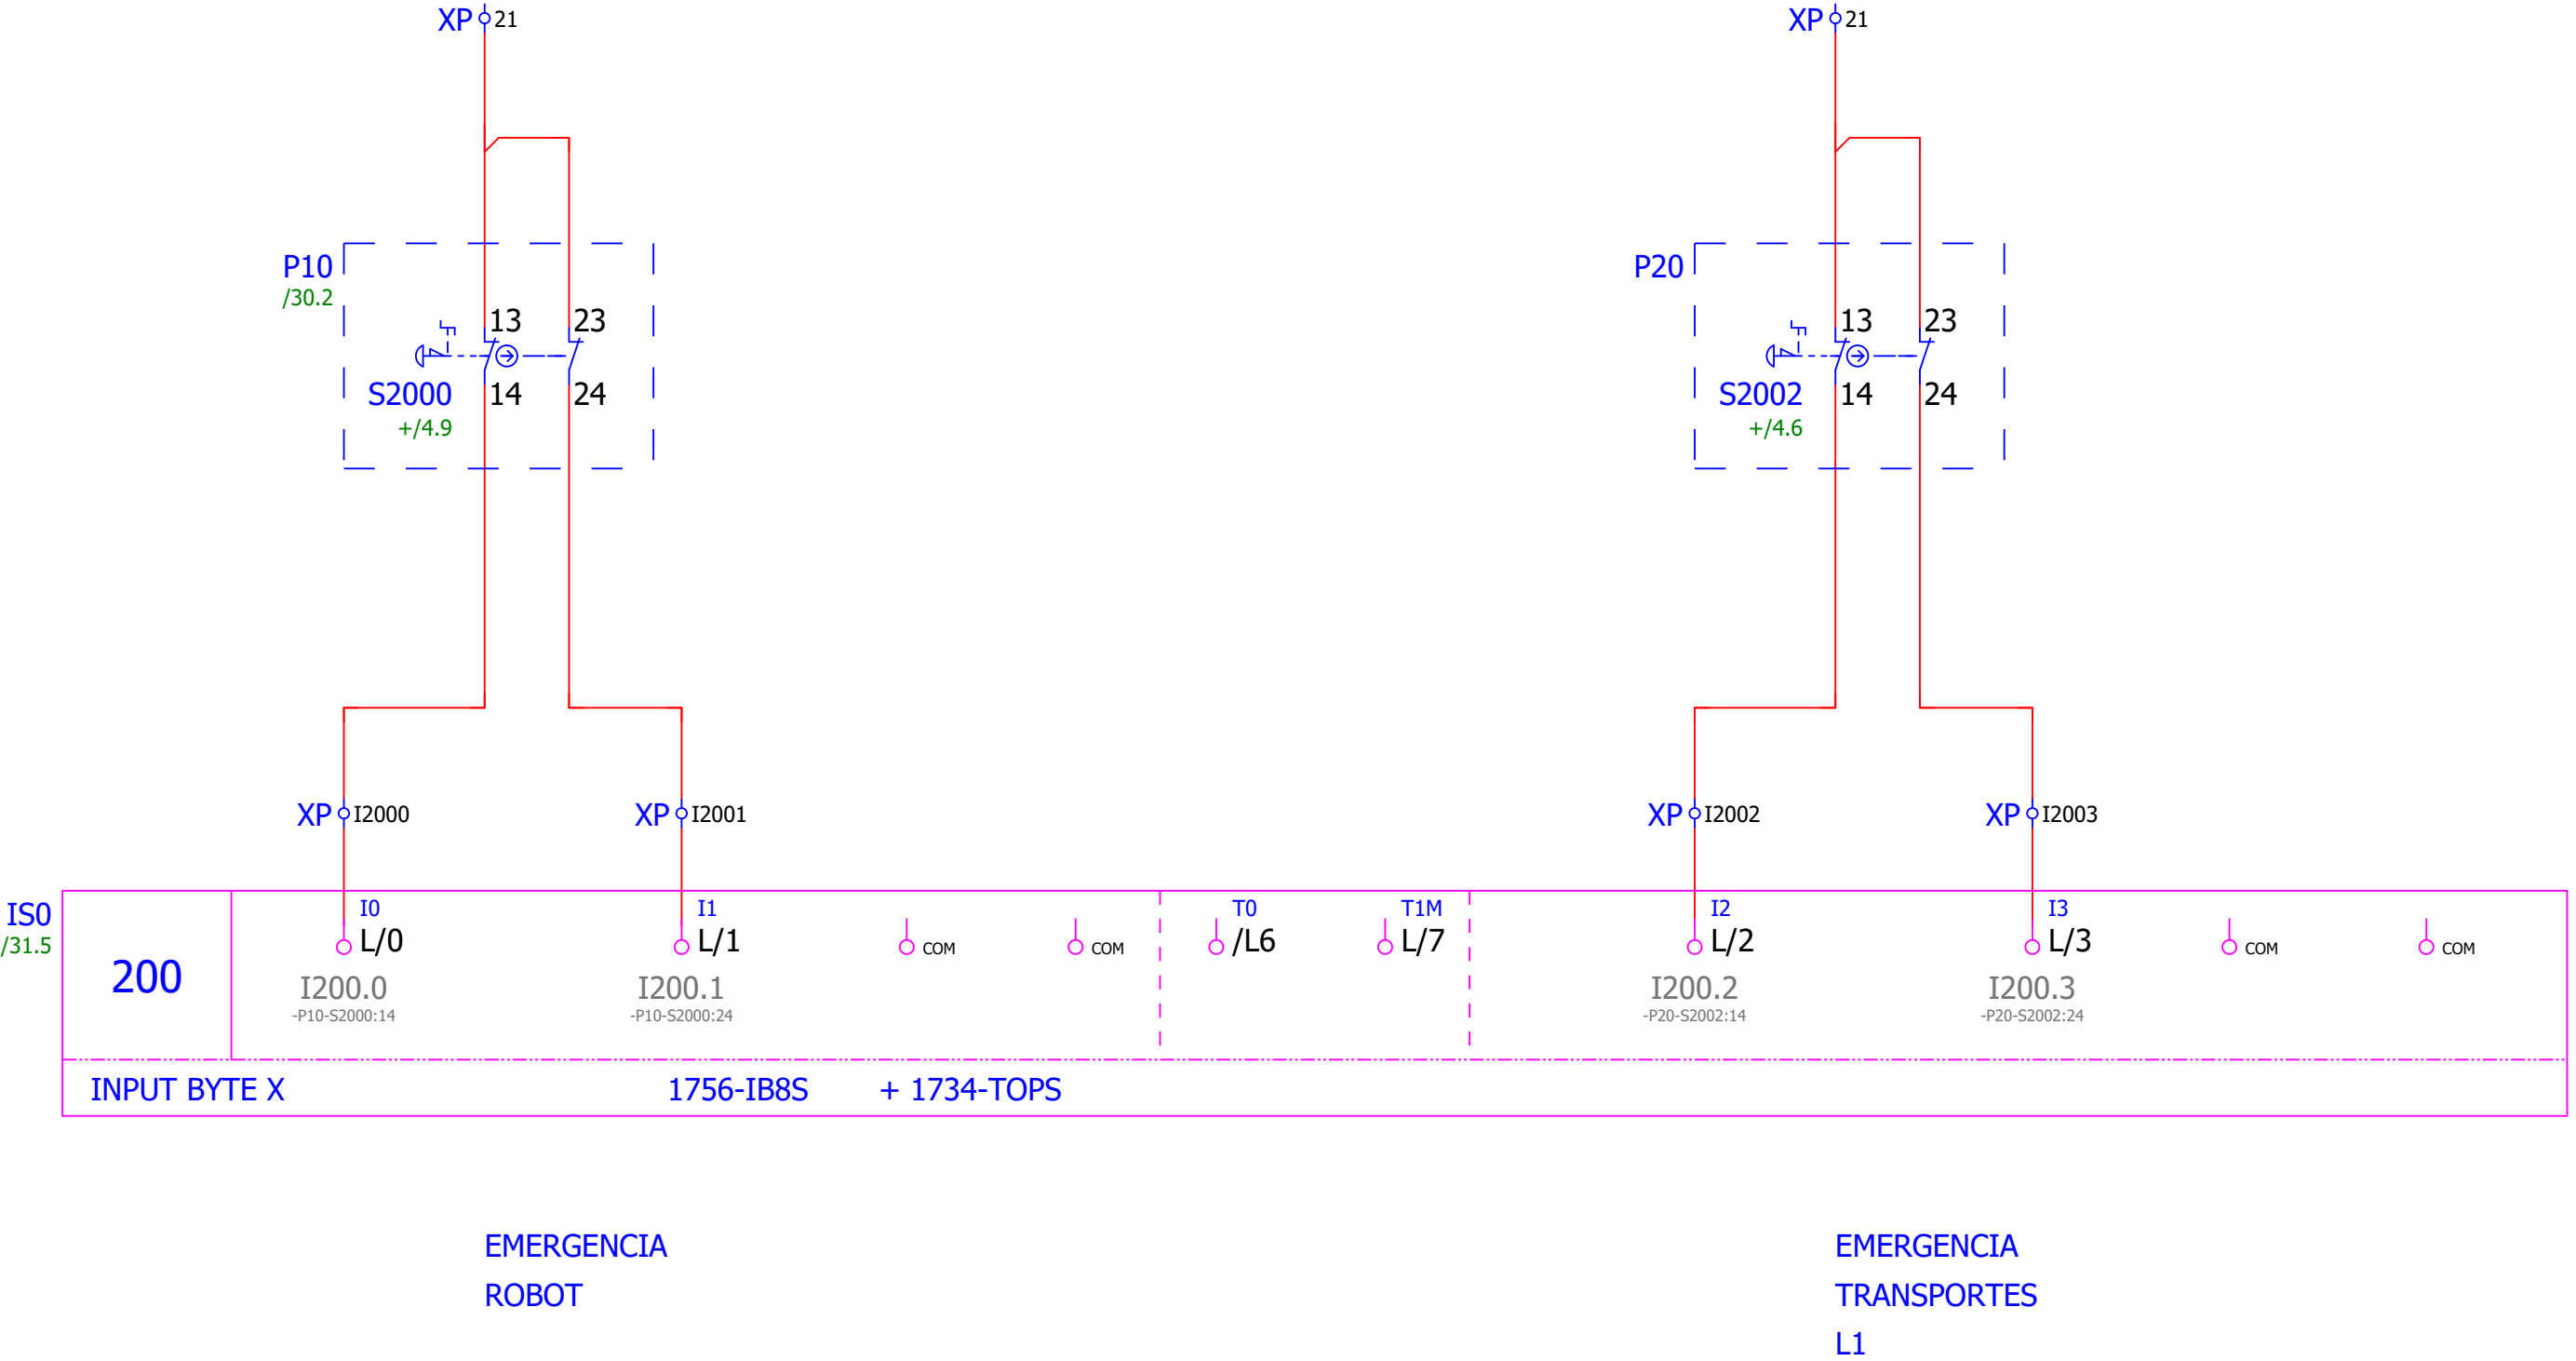 XP 21
XP 21
P10
/30.2
13 23
S2000 14 24
+/4.9
P20
13 23
S2002 14 24
+/4.6
XP I2000
XP I2001
XP I2002
XP I2003
IS0
/31.5
200
I0
L/0
I200.0
-P10-S2000:14
I1
L/1
I200.1
-P10-S2000:24
COM
COM
T0
/L6
T1M
L/7
I2
L/2
I200.2
-P20-S2002:14
I3
L/3
I200.3
-P20-S2002:24
COM
COM
INPUT BYTE X 1756-IB8S + 1734-TOPS
EMERGENCIA
ROBOT
EMERGENCIA
TRANSPORTES
L1